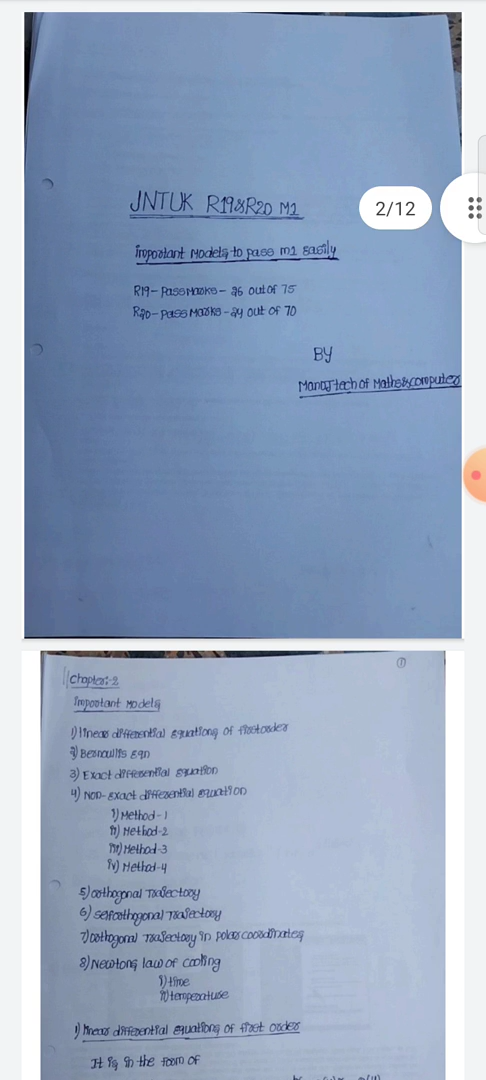 JNTUK R19&R20 M1
2/12
Important Models to pass m1 easily
R19-Pass Marks - 26 out of 75
R20-pass Marks - 24 out of 70
BY
Manoj tech of Maths&computer
①
Chapter:-2
Important Models
1) linear differential equations of first order
2) Bernoullis eqn
3) Exact differential equation
4) Non-exact differential equation
i) Method-1
ii) Method-2
iii) Method-3
iv) Method-4
5) orthogonal Trajectory
6) self orthogonal Trajectory
7) orthogonal Trajectory in polar coordinates
8) Newtons law of cooling
i) time
ii) temperature
1) linear differential equations of first order
It is in the form of